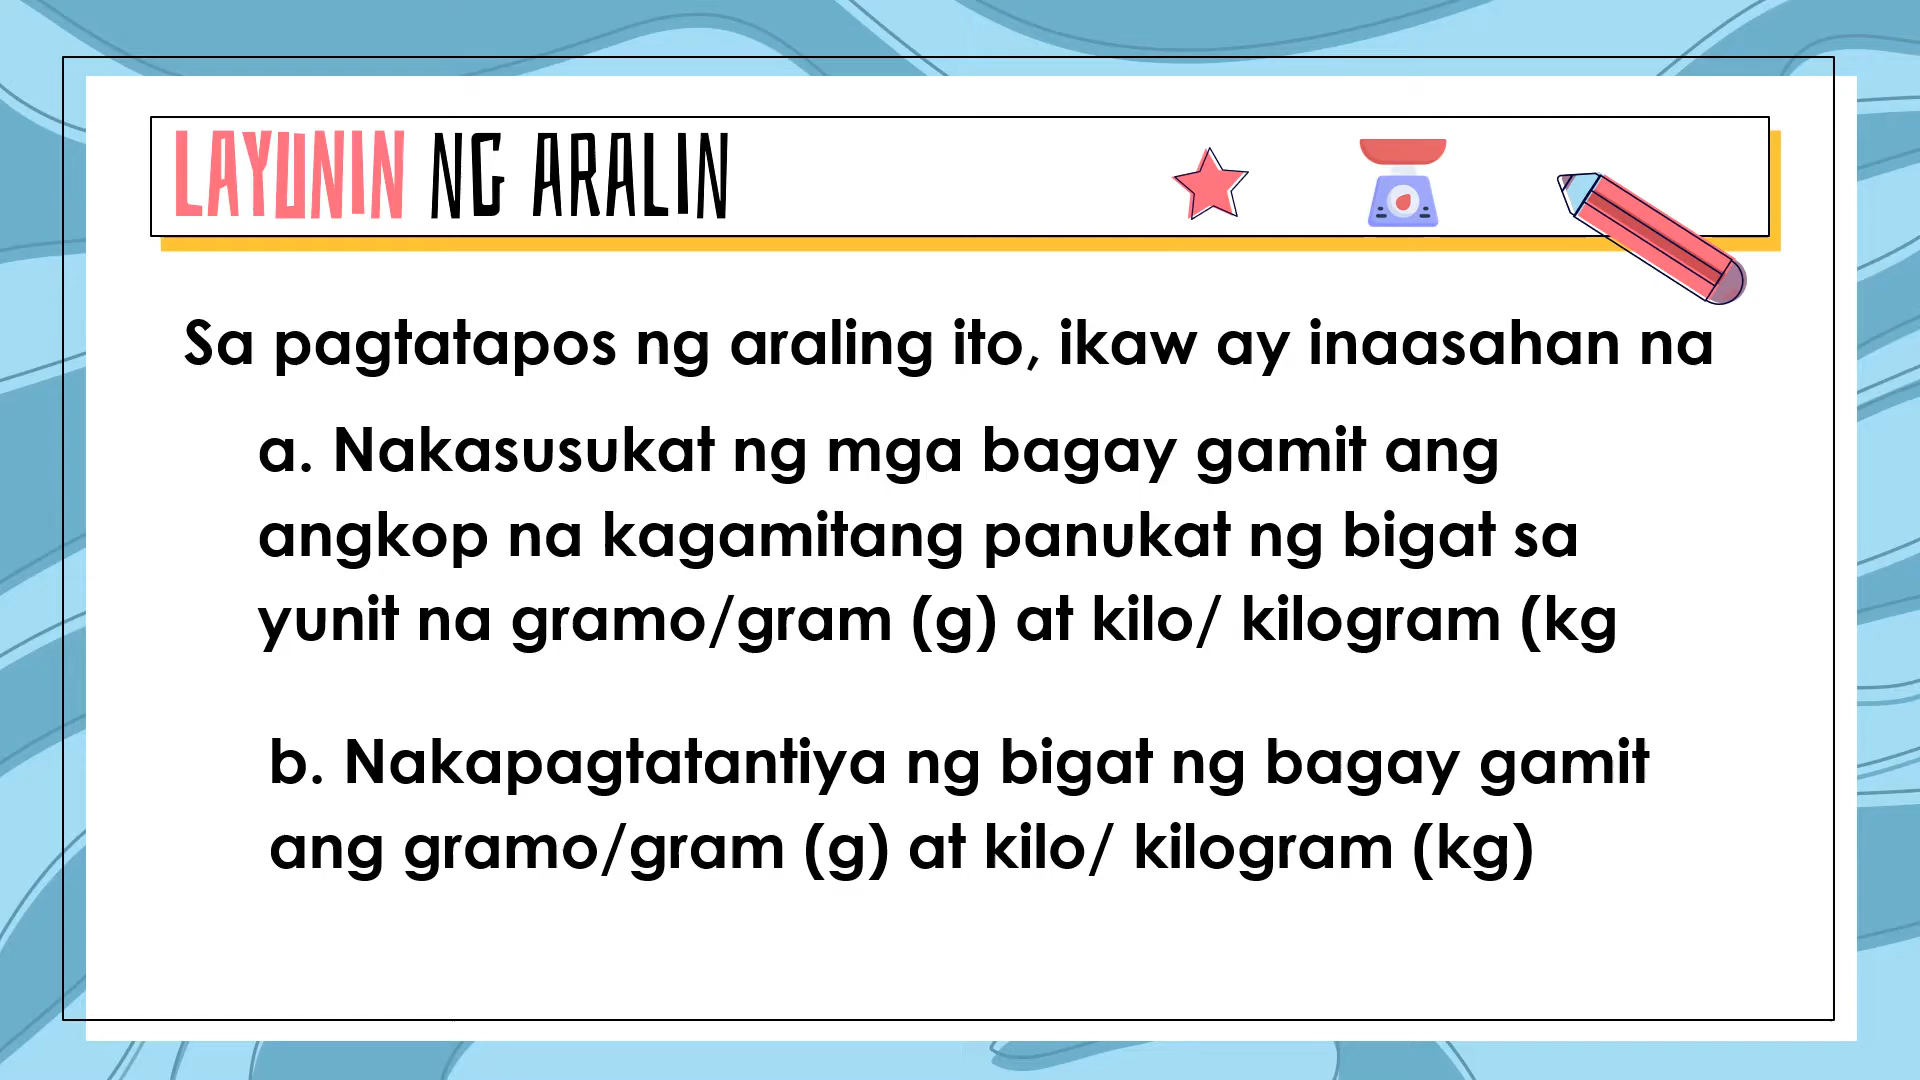 LAYUNIN NG ARALIN
Sa pagtatapos ng araling ito, ikaw ay inaasahan na
a. Nakasusukat ng mga bagay gamit ang
angkop na kagamitang panukat ng bigat sa
yunit na gramo/gram (g) at kilo/ kilogram (kg
b. Nakapagtatantiya ng bigat ng bagay gamit
ang gramo/gram (g) at kilo/ kilogram (kg)